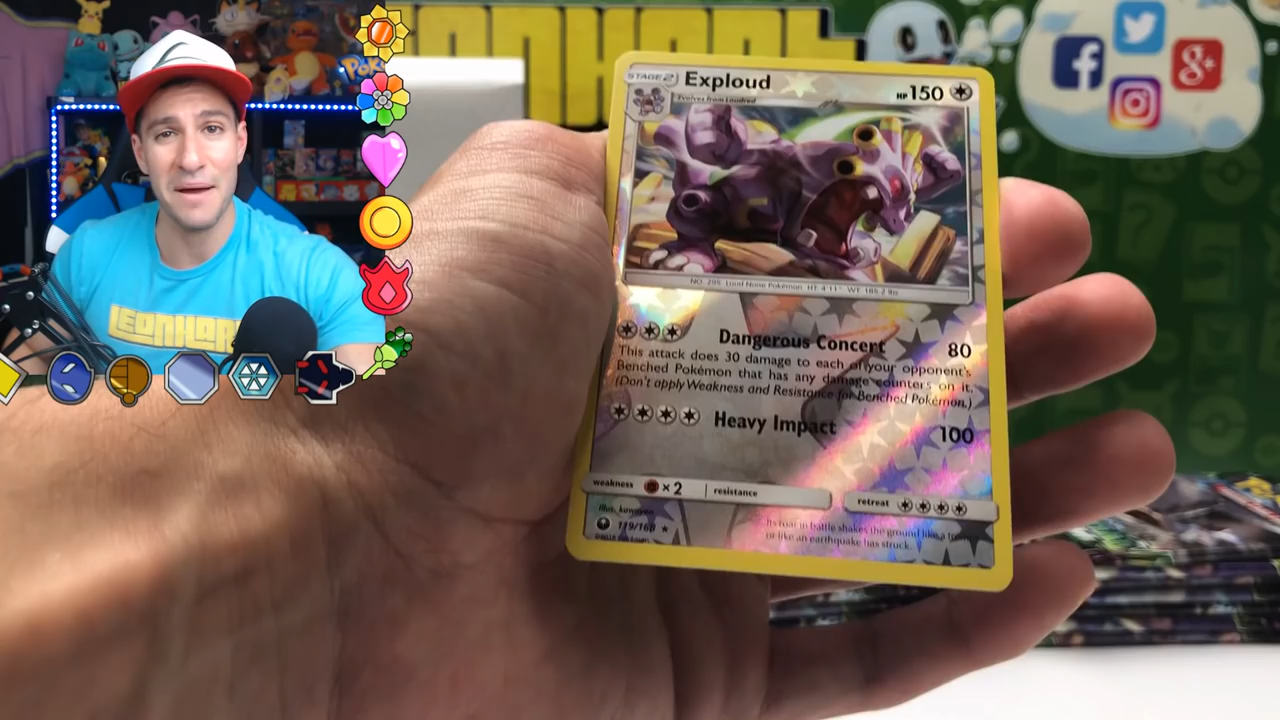 EONHART
POKé
LEONHAR
STAGE 2 Exploud HP 150
Evolves from Loudred
NO. 295 Loud Noise Pokémon HT: 4'11" WT: 185.2 lbs.
Dangerous Concert 80
This attack does 30 damage to each of your opponent's
Benched Pokémon that has any damage counters on it.
(Don't apply Weakness and Resistance for Benched Pokémon.)
Heavy Impact 100
weakness ×2 resistance retreat
Illus. kawayoo
119/168 ★
Its roar in battle shakes the ground like a
or like an earthquake has struck.